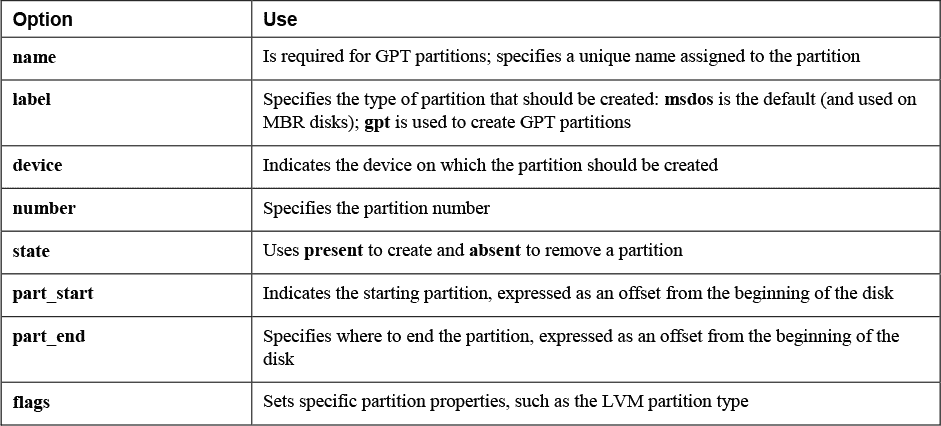 Option Use
name Is required for GPT partitions; specifies a unique name assigned to the partition
label Specifies the type of partition that should be created: msdos is the default (and used on
MBR disks); gpt is used to create GPT partitions
device Indicates the device on which the partition should be created
number Specifies the partition number
state Uses present to create and absent to remove a partition
part_start Indicates the starting partition, expressed as an offset from the beginning of the disk
part_end Specifies where to end the partition, expressed as an offset from the beginning of the
disk
flags Sets specific partition properties, such as the LVM partition type